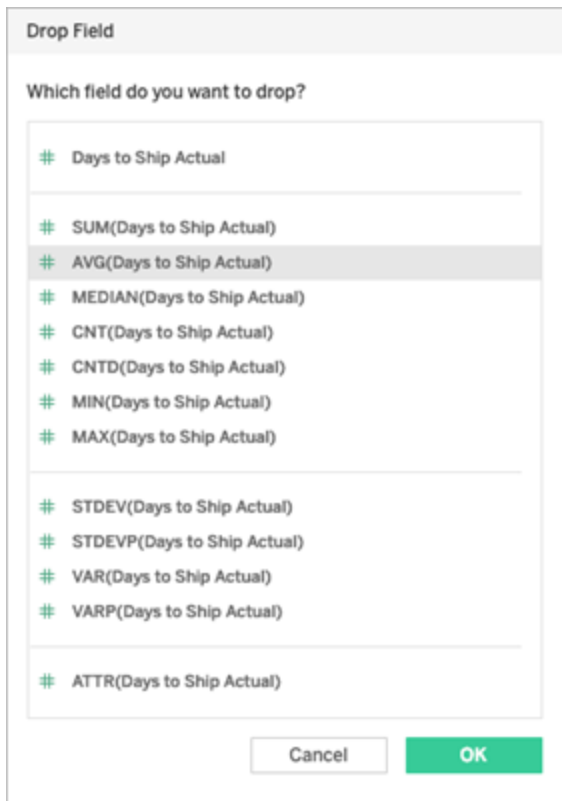 Drop Field
Which field do you want to drop?
# Days to Ship Actual
# SUM(Days to Ship Actual)
# AVG(Days to Ship Actual)
# MEDIAN(Days to Ship Actual)
# CNT(Days to Ship Actual)
# CNTD(Days to Ship Actual)
# MIN(Days to Ship Actual)
# MAX(Days to Ship Actual)
# STDEV(Days to Ship Actual)
# STDEVP(Days to Ship Actual)
# VAR(Days to Ship Actual)
# VARP(Days to Ship Actual)
# ATTR(Days to Ship Actual)
Cancel OK